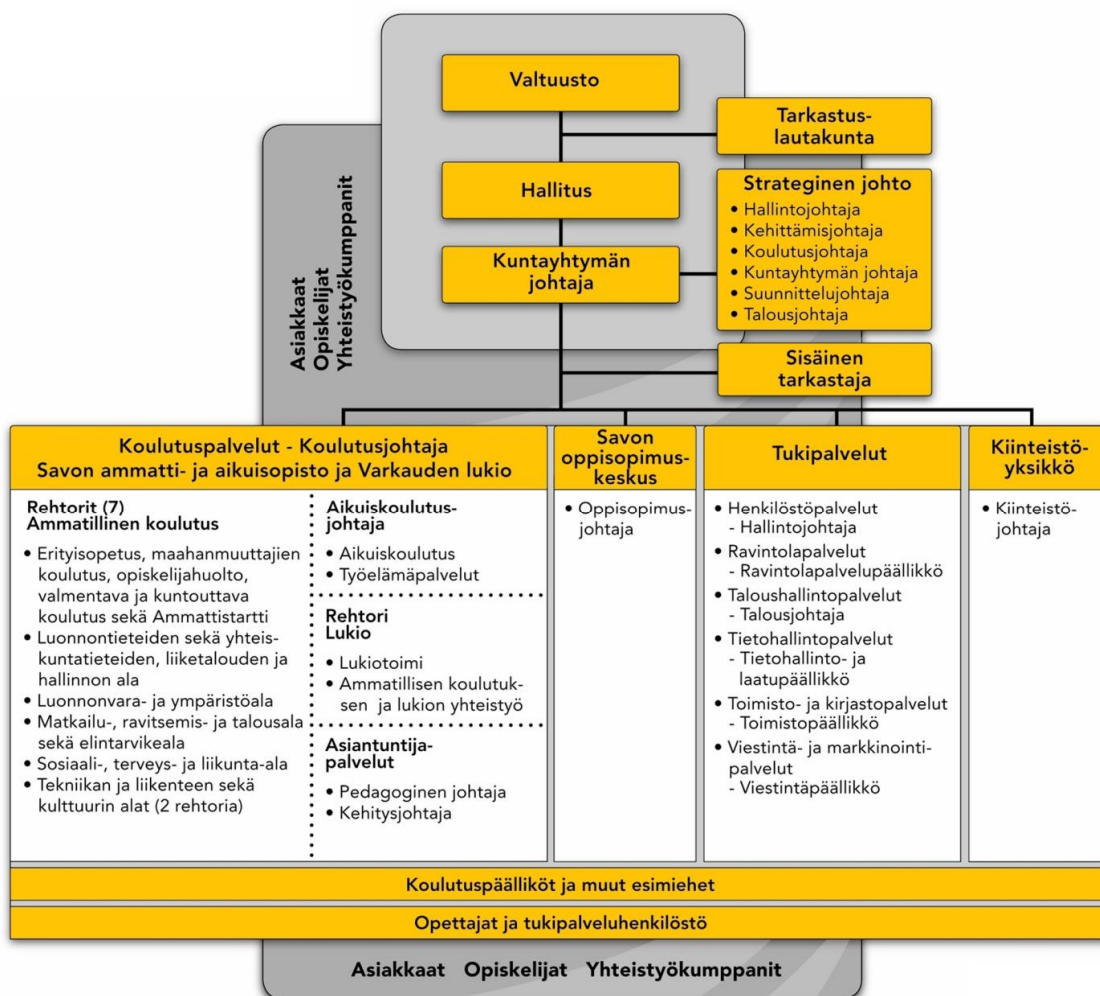 Valtuusto
Tarkastus-
lautakunta
Hallitus
Strateginen johto
• Hallintojohtaja
• Kehittämisjohtaja
• Koulutusjohtaja
• Kuntayhtymän johtaja
• Suunnittelujohtaja
• Talousjohtaja
Kuntayhtymän
johtaja
Sisäinen
tarkastaja
Asiakkaat
Opiskelijat
Yhteistyökumppanit
Koulutuspalvelut - Koulutusjohtaja
Savon ammatti- ja aikuisopisto ja Varkauden lukio
Rehtorit (7)
Ammatillinen koulutus
• Erityisopetus, maahanmuuttajien
koulutus, opiskelijahuolto,
valmentava ja kuntouttava
koulutus sekä Ammattistartti
• Luonnontieteiden sekä yhteis-
kuntatieteiden, liiketalouden ja
hallinnon ala
• Luonnonvara- ja ympäristöala
• Matkailu-, ravitsemis- ja talousala
sekä elintarvikeala
• Sosiaali-, terveys- ja liikunta-ala
• Tekniikan ja liikenteen sekä
kulttuurin alat (2 rehtoria)
Aikuiskoulutus-
johtaja
• Aikuiskoulutus
• Työelämäpalvelut
Rehtori
Lukio
• Lukiotoimi
• Ammatillisen koulutuk-
sen ja lukion yhteistyö
Asiantuntija-
palvelut
• Pedagoginen johtaja
• Kehitysjohtaja
Savon
oppisopimus-
keskus
• Oppisopimus-
johtaja
Tukipalvelut
• Henkilöstöpalvelut
- Hallintojohtaja
• Ravintolapalvelut
- Ravintolapalvelupäällikkö
• Taloushallintopalvelut
- Talousjohtaja
• Tietohallintopalvelut
- Tietohallinto- ja
laatupäällikkö
• Toimisto- ja kirjastopalvelut
- Toimistopäällikkö
• Viestintä- ja markkinointi-
palvelut
- Viestintäpäällikkö
Kiinteistö-
yksikkö
• Kiinteistö-
johtaja
Koulutuspäälliköt ja muut esimiehet
Opettajat ja tukipalveluhenkilöstö
Asiakkaat Opiskelijat Yhteistyökumppanit